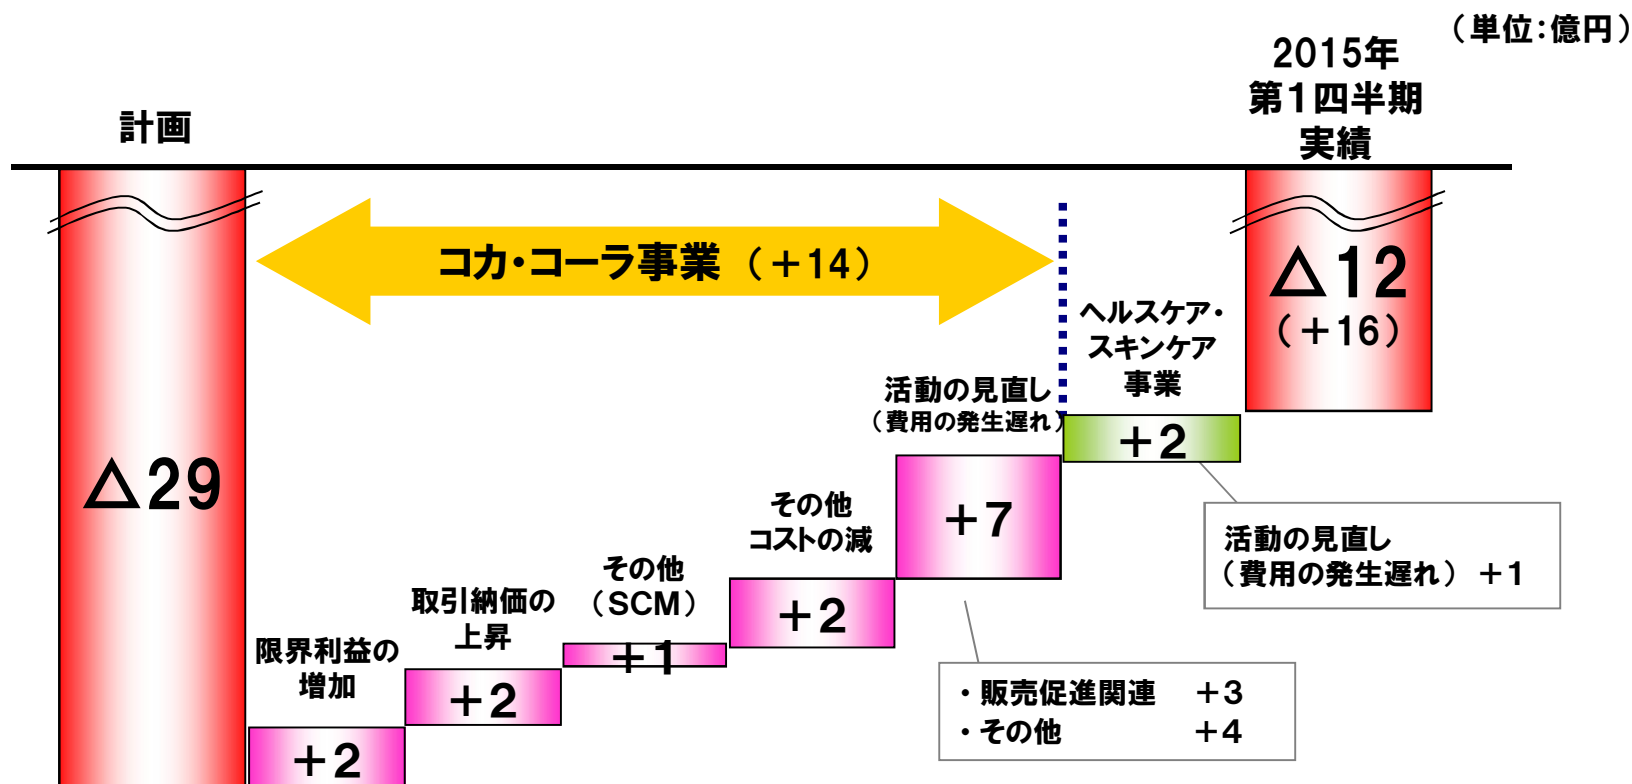 （単位：億円）
計画
2015年
第1四半期
実績
コカ・コーラ事業（＋14）
△12
（＋16）
ヘルスケア・
スキンケア
事業
＋2
活動の見直し
（費用の発生遅れ）
＋7
△29
その他
コストの減
＋2
活動の見直し
（費用の発生遅れ）＋1
その他
（SCM）
＋1
取引納価の
上昇
＋2
限界利益の
増加
＋2
・販売促進関連　＋3
・その他　＋4